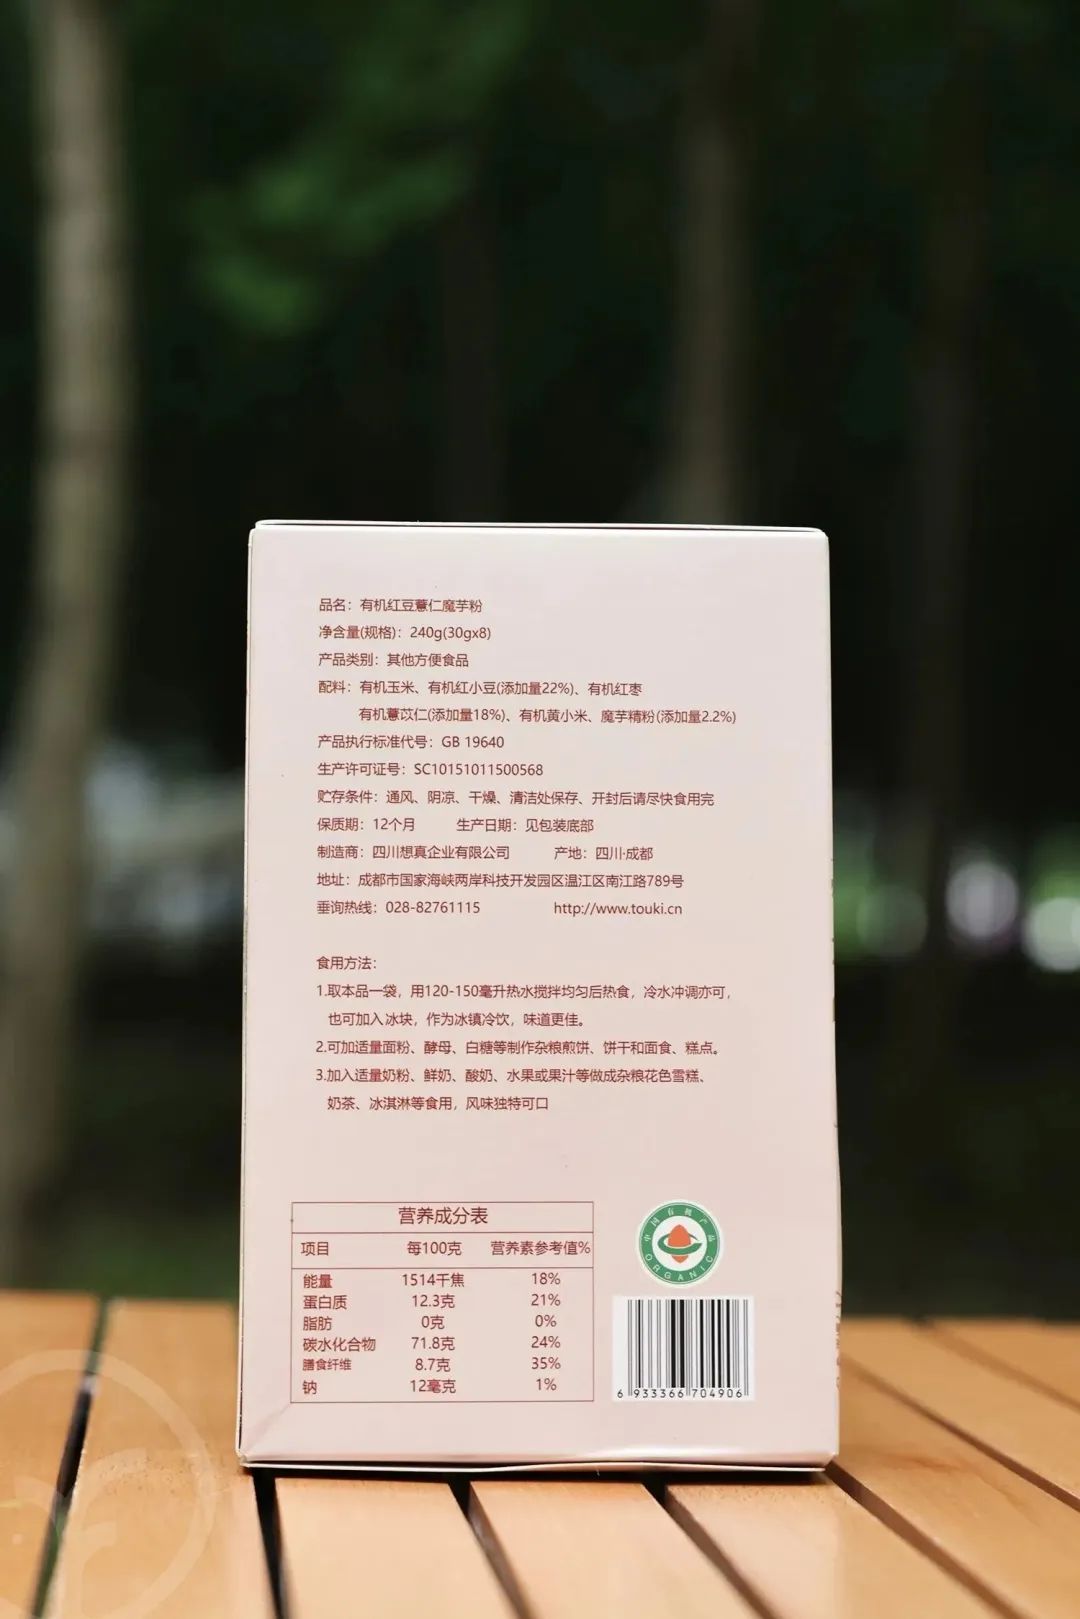 品名：有机红豆薏仁魔芋粉
净含量(规格)：240g(30gx8)
产品类别：其他方便食品
配料：有机玉米、有机红小豆(添加量22%)、有机红枣
有机薏苡仁(添加量18%)、有机黄小米、魔芋精粉(添加量2.2%)
产品执行标准代号：GB 19640
生产许可证号：SC10151011500568
贮存条件：通风、阴凉、干燥、清洁处保存、开封后请尽快食用完
保质期：12个月 生产日期：见包装底部
制造商：四川想真企业有限公司 产地：四川·成都
地址：成都市国家海峡两岸科技开发园区温江区南江路789号
垂询热线：028-82761115 http://www.touki.cn
食用方法：
1.取本品一袋，用120-150毫升热水搅拌均匀后热食，冷水冲调亦可，
也可加入冰块，作为冰镇冷饮，味道更佳。
2.可加适量面粉、酵母、白糖等制作杂粮煎饼、饼干和面食、糕点。
3.加入适量奶粉、鲜奶、酸奶、水果或果汁等做成杂粮花色雪糕、
奶茶、冰淇淋等食用，风味独特可口
营养成分表
项目 每100克 营养素参考值%
能量 1514千焦 18%
蛋白质 12.3克 21%
脂肪 0克 0%
碳水化合物 71.8克 24%
膳食纤维 8.7克 35%
钠 12毫克 1%
中国有机产品
ORGANIC
6 933366 704906